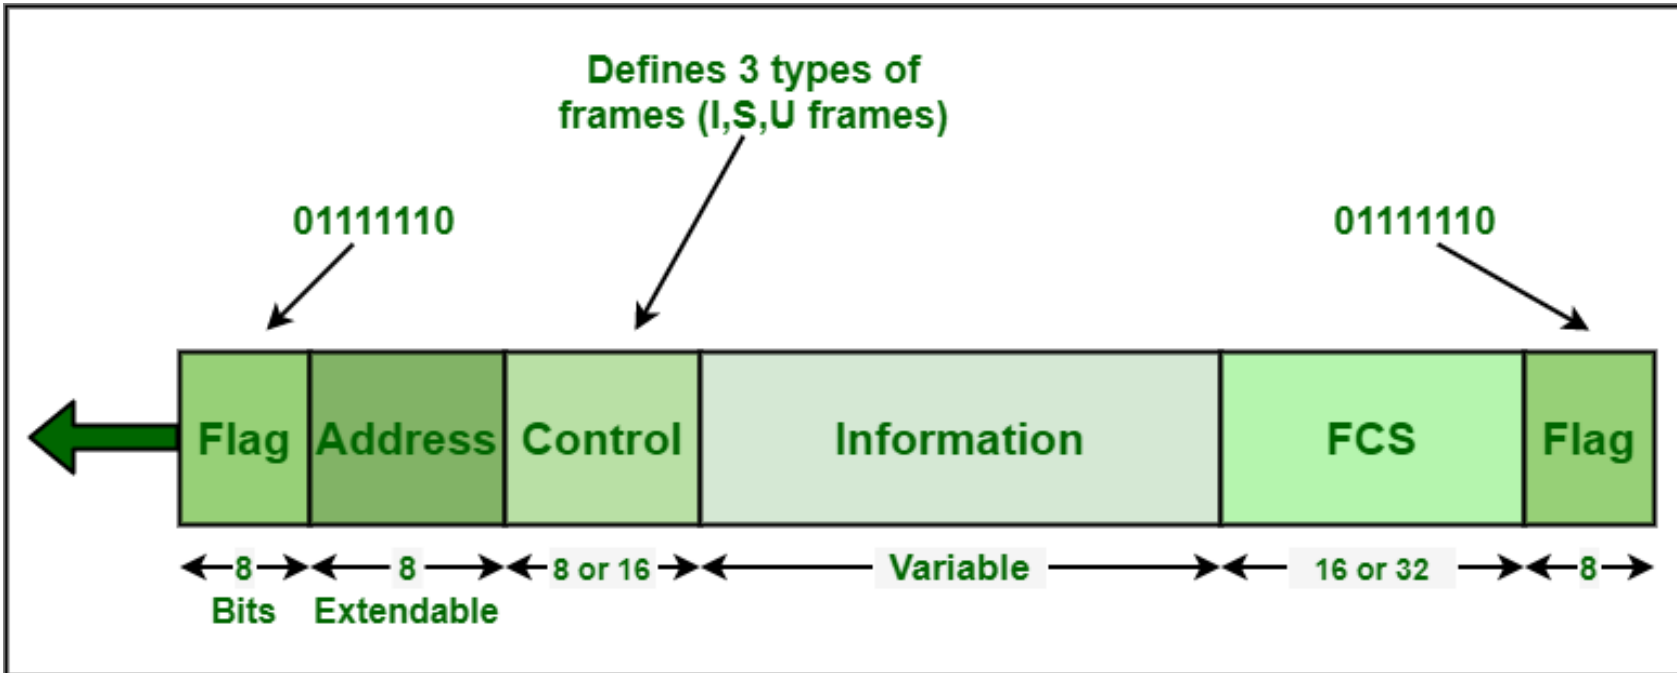 Defines 3 types of
frames (I,S,U frames)
01111110
01111110
Flag
Address
Control
Information
FCS
Flag
8
8
8 or 16
Variable
16 or 32
8
Bits
Extendable